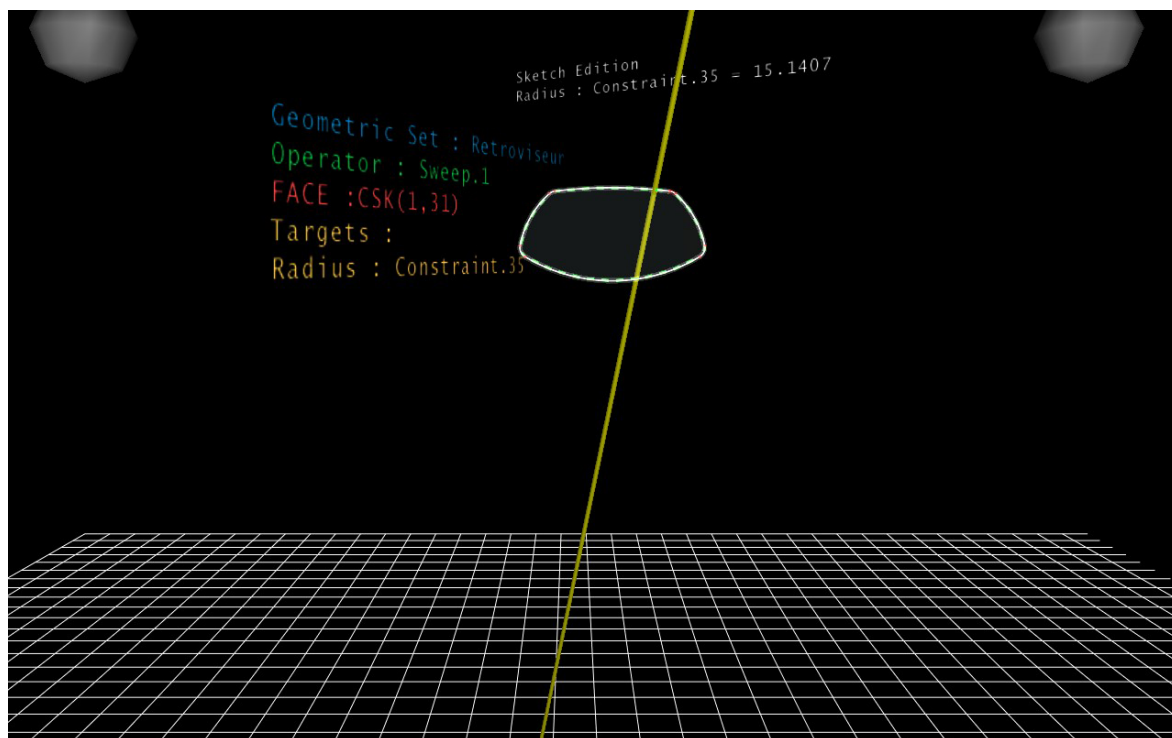 Sketch Edition
Radius : Constraint.35 = 15.1407
Geometric Set : Retroviseur
Operator : Sweep.1
FACE :CSK(1,31)
Targets :
Radius : Constraint.35